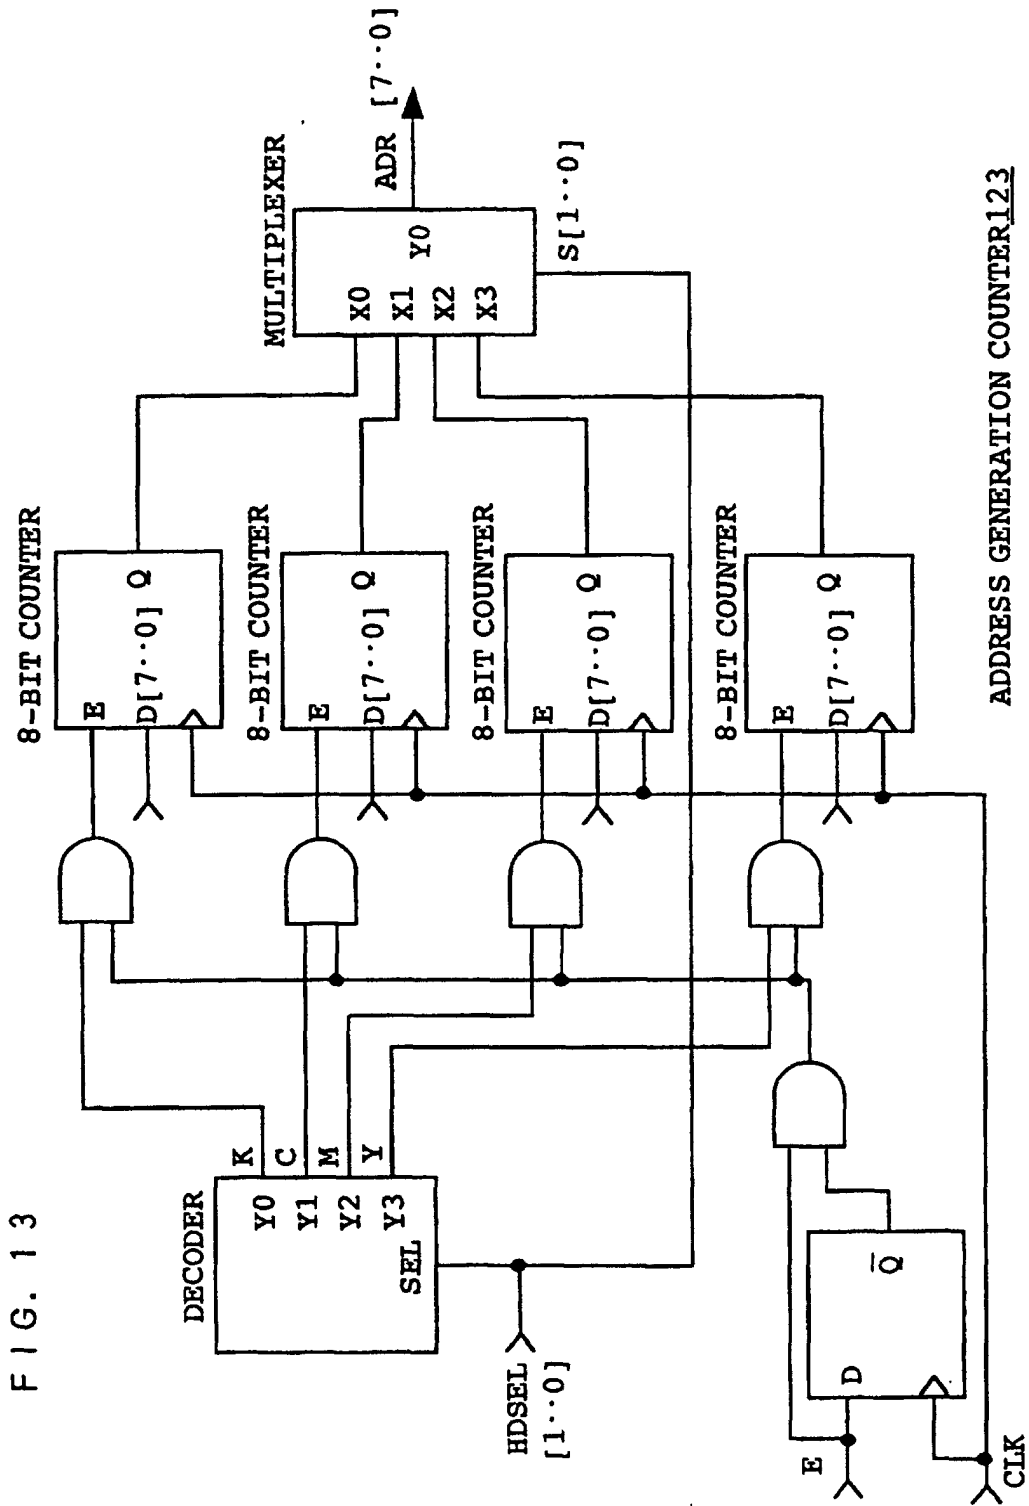 FIG. 13
DECODER
Y0
Y1
Y2
Y3
SEL
K
C
M
Y
HDSEL
[1··0]
E
D
Q
CLK
8-BIT COUNTER
E
D[7··0]
Q
8-BIT COUNTER
E
D[7··0]
Q
8-BIT COUNTER
E
D[7··0]
Q
8-BIT COUNTER
E
D[7··0]
Q
MULTIPLEXER
X0
X1
X2
X3
Y0
ADR [7··0]
S[1··0]
ADDRESS GENERATION COUNTER123